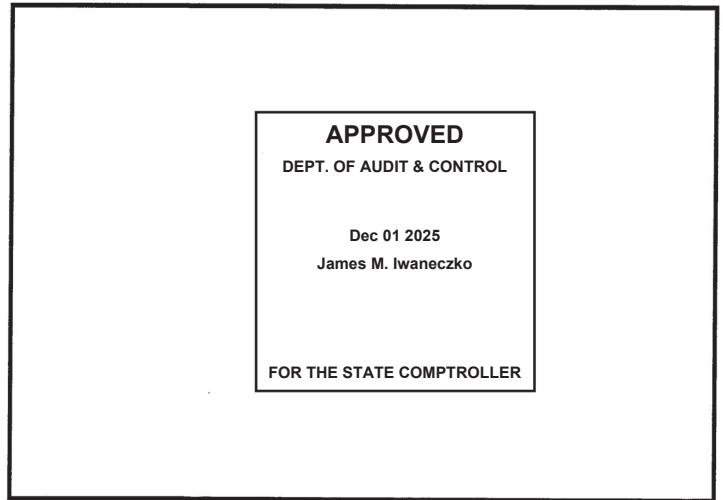 APPROVED
DEPT. OF AUDIT & CONTROL
Dec 01 2025
James M. Iwaneczko
FOR THE STATE COMPTROLLER